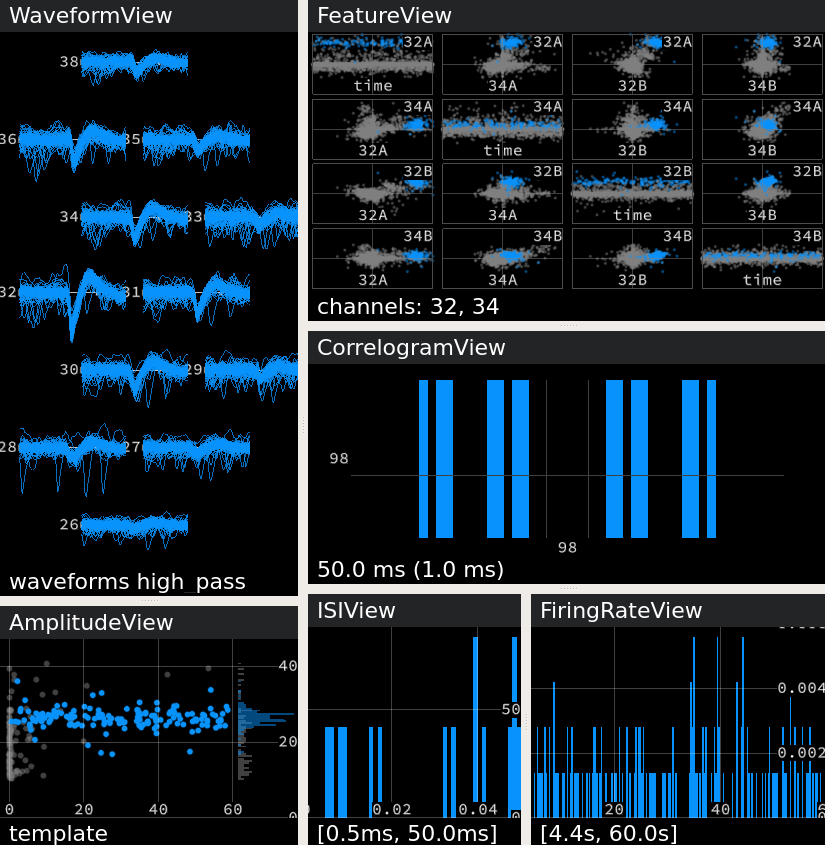 WaveformView
38
36 35
34 33
32 31
30 29
28 27
26
waveforms high_pass
FeatureView
32A 32A 32A 32A
time 34A 32B 34B
34A 34A 34A 34A
32A time 32B 34B
32B 32B 32B 32B
32A 34A time 34B
34B 34B 34B 34B
32A 34A 32B time
channels: 32, 34
CorrelogramView
98
98
50.0 ms (1.0 ms)
AmplitudeView
40
20
0
0 20 40 60
template
ISIView
50
0
0.02 0.04
[0.5ms, 50.0ms]
FiringRateView
0.004
0.002
20 40
[4.4s, 60.0s]